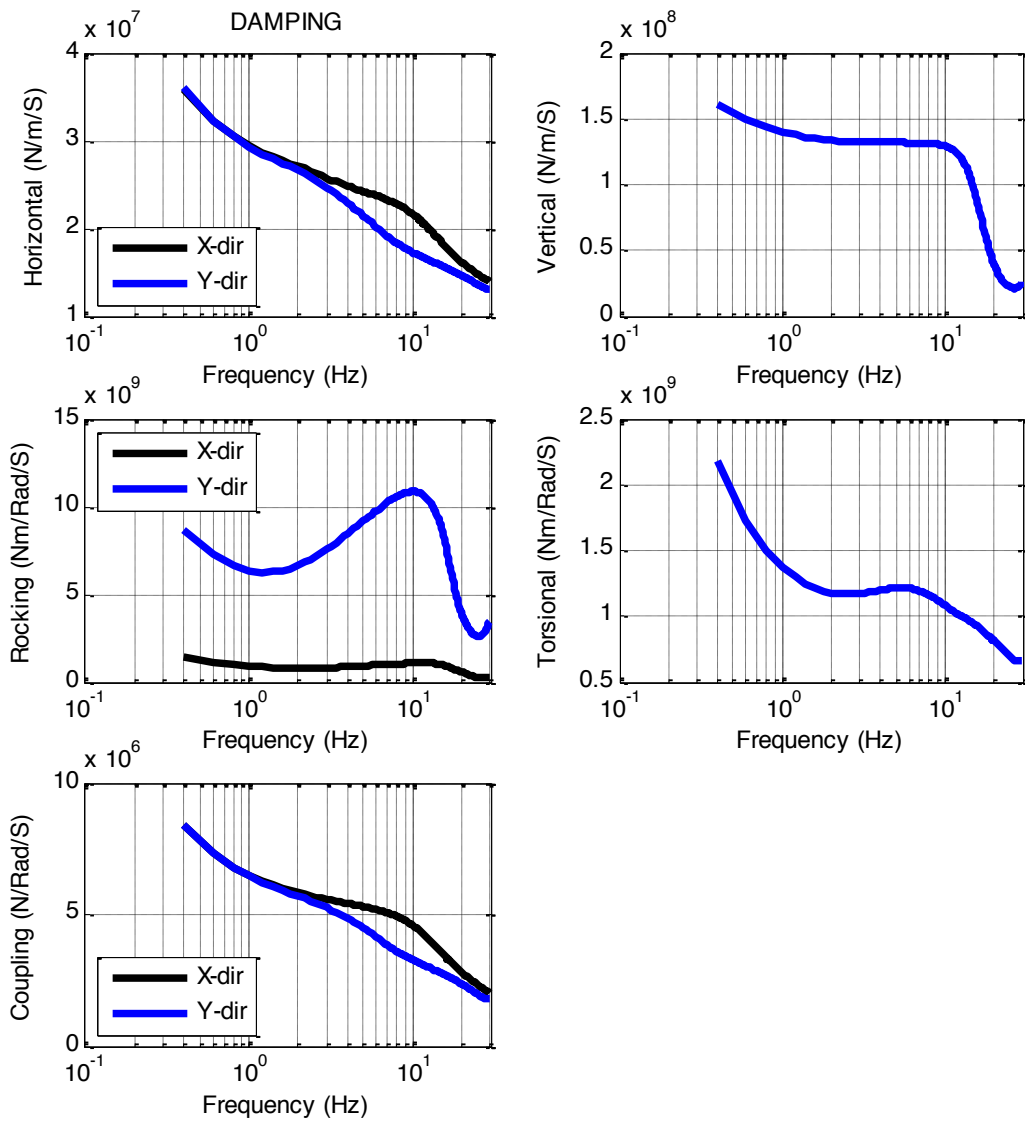 DAMPING
x 10^7
4
3
2
1
Horizontal (N/m/S)
X-dir
Y-dir
10^-1
10^0
10^1
Frequency (Hz)
x 10^8
2
1.5
1
0.5
0
Vertical (N/m/S)
10^-1
10^0
10^1
Frequency (Hz)
x 10^9
15
10
5
0
Rocking (Nm/Rad/S)
X-dir
Y-dir
10^-1
10^0
10^1
Frequency (Hz)
x 10^9
2.5
2
1.5
1
0.5
Torsional (Nm/Rad/S)
10^-1
10^0
10^1
Frequency (Hz)
x 10^6
10
5
0
Coupling (N/Rad/S)
X-dir
Y-dir
10^-1
10^0
10^1
Frequency (Hz)